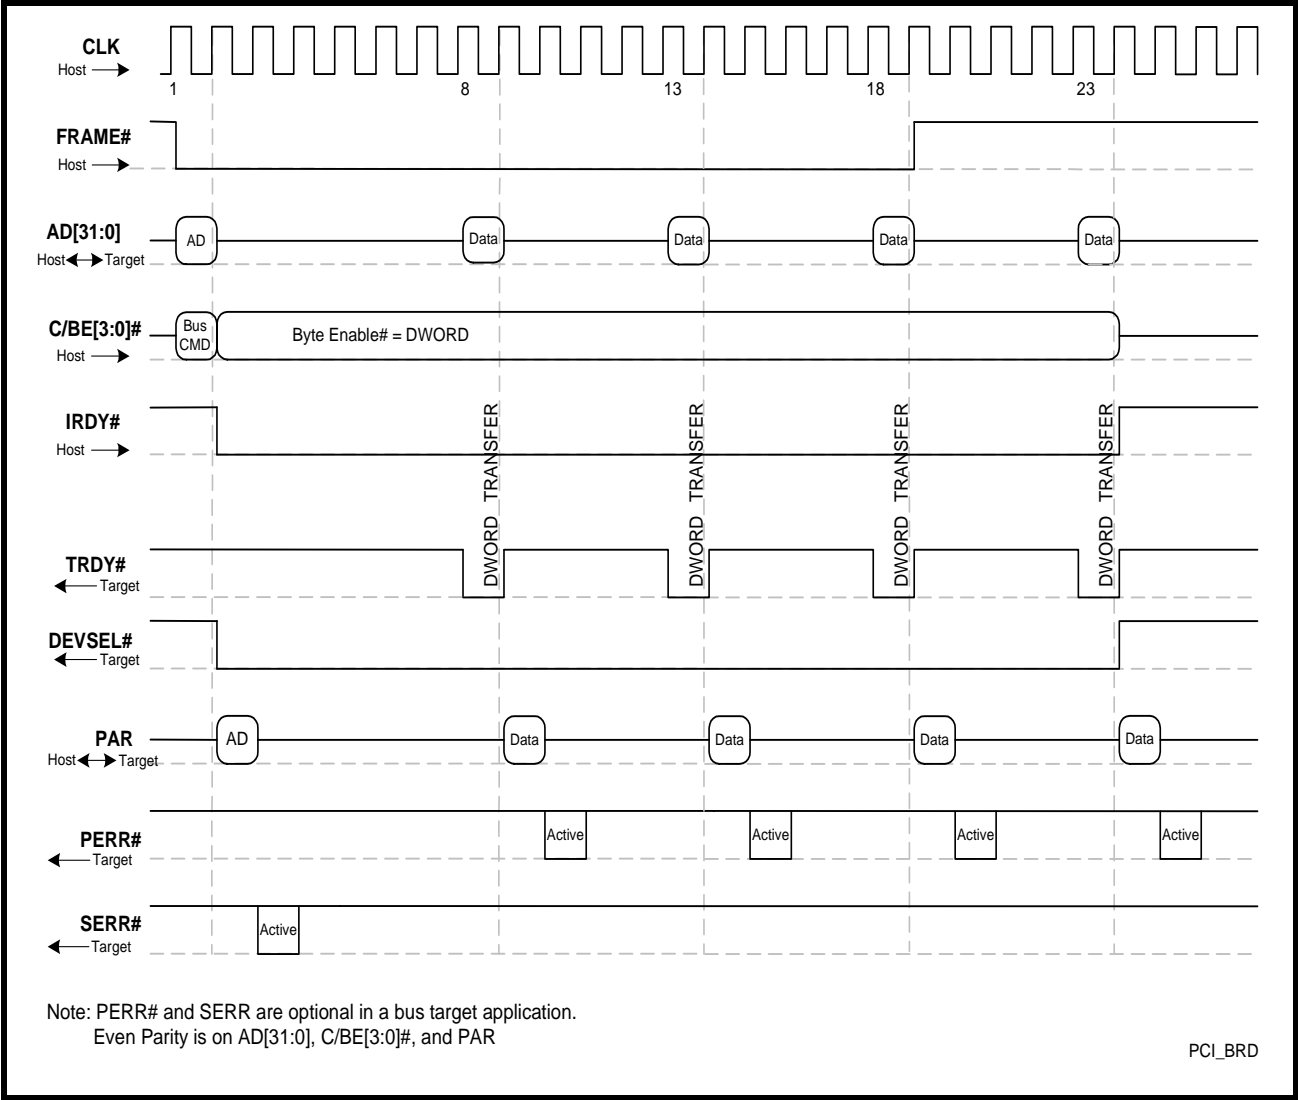 CLK
Host
1 8 13 18 23
FRAME#
Host
AD[31:0]
Host Target
AD Data Data Data Data
C/BE[3:0]#
Host
Bus
CMD
Byte Enable# = DWORD
IRDY#
Host
DWORD TRANSFER
DWORD TRANSFER
DWORD TRANSFER
DWORD TRANSFER
TRDY#
Target
DEVSEL#
Target
PAR
Host Target
AD Data Data Data Data
PERR#
Target
Active Active Active Active
SERR#
Target
Active
Note: PERR# and SERR are optional in a bus target application.
Even Parity is on AD[31:0], C/BE[3:0]#, and PAR
PCI_BRD